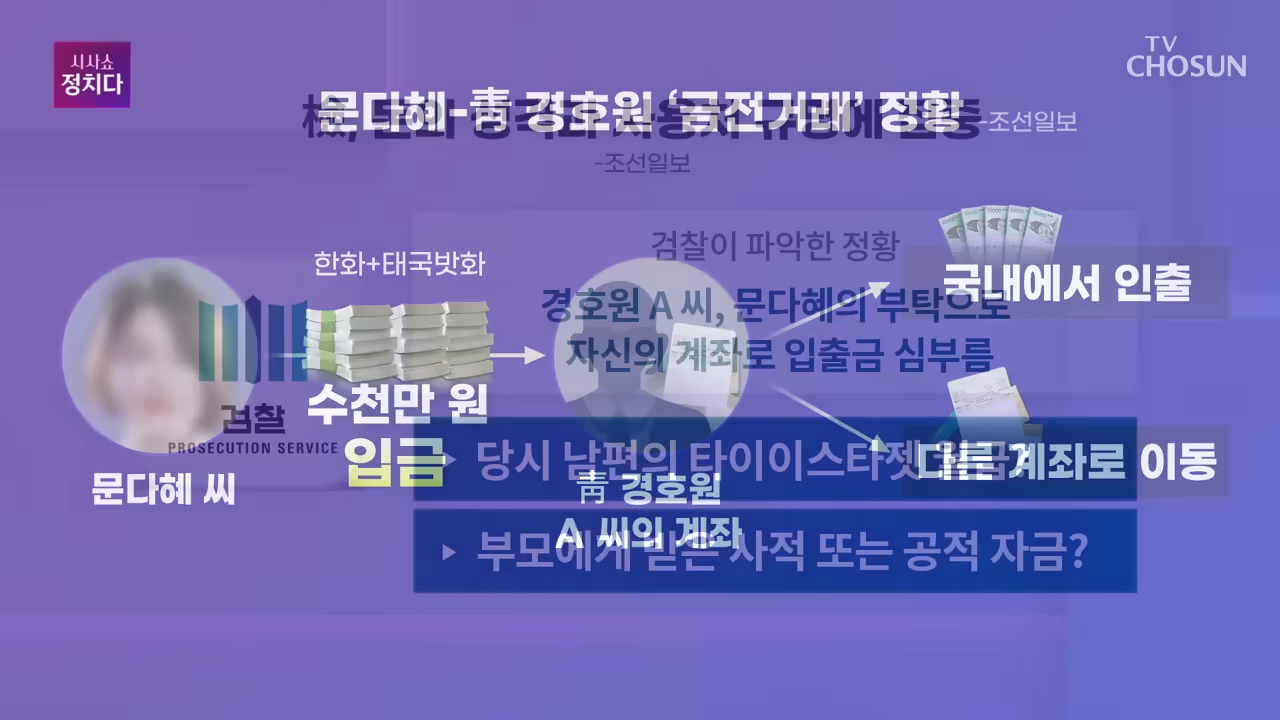 시사쇼
정치다
TV
CHOSUN
문다혜-靑 경호원 ‘금전거래’ 정황
-조선일보
-조선일보
검찰이 파악한 정황
한화+태국밧화
국내에서 인출
경호원 A 씨, 문다혜의 부탁으로
자신의 계좌로 입출금 심부름
수천만 원
입금
검찰
PROSECUTION SERVICE
문다혜 씨
당시 남편의 타이이스타젯
다른 계좌로 이동
靑 경호원
A 씨의 계좌
▶ 부모에게 받은 사적 또는 공적 자금?